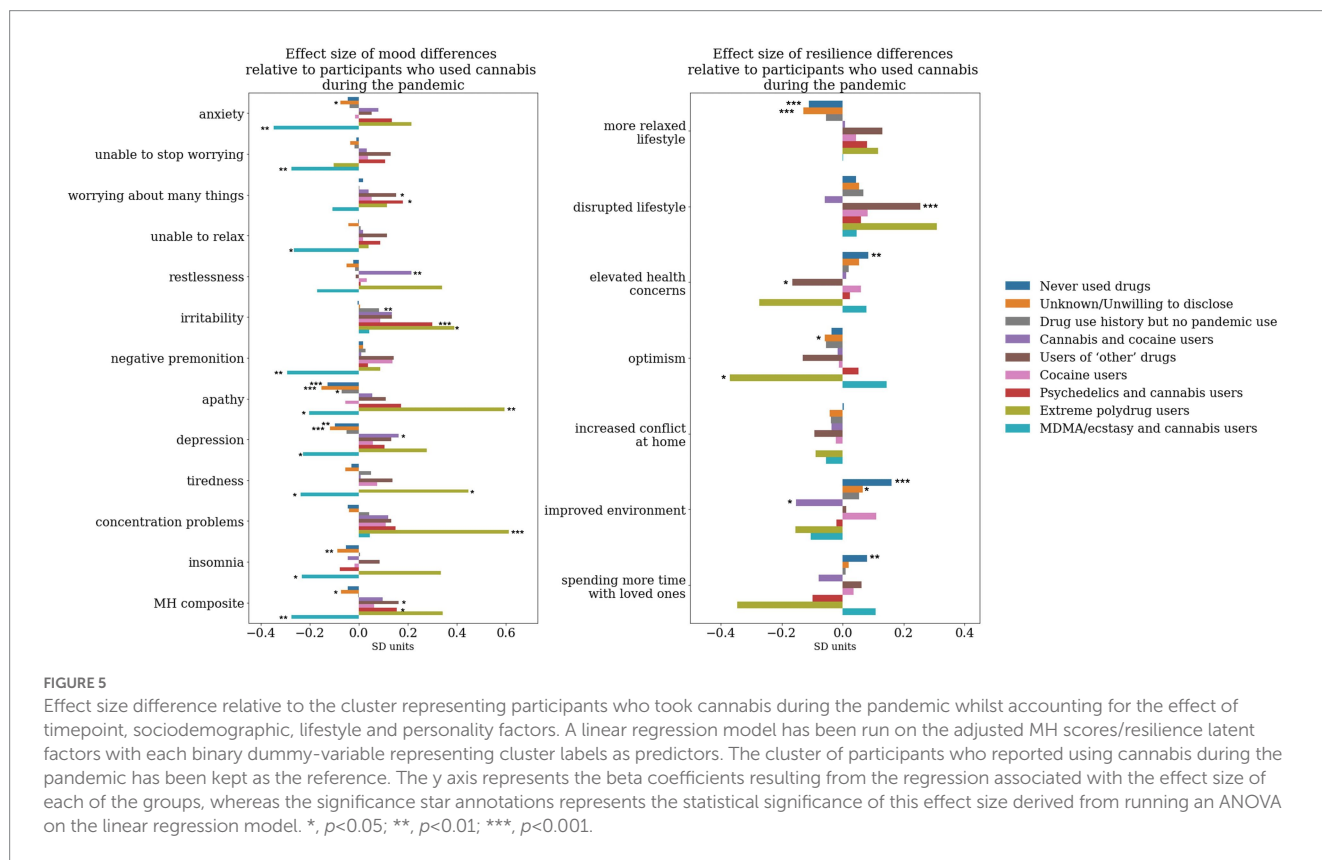 Effect size of mood differences
relative to participants who used cannabis
during the pandemic
anxiety
*
**
unable to stop worrying
**
worrying about many things
*
*
unable to relax
*
restlessness
**
irritability
**
***
*
negative premonition
**
apathy
***
***
*
**
*
depression
**
***
*
*
tiredness
*
*
concentration problems
***
insomnia
**
*
MH composite
*
*
*
**
−0.4
−0.2
0.0
0.2
0.4
0.6
SD units
Effect size of resilience differences
relative to participants who used cannabis
during the pandemic
more relaxed
lifestyle
***
***
disrupted lifestyle
***
elevated health
concerns
**
*
optimism
*
*
increased conflict
at home
improved environment
***
*
*
spending more time
with loved ones
**
−0.4
−0.2
0.0
0.2
0.4
SD units
Never used drugs
Unknown/Unwilling to disclose
Drug use history but no pandemic use
Cannabis and cocaine users
Users of ‘other’ drugs
Cocaine users
Psychedelics and cannabis users
Extreme polydrug users
MDMA/ecstasy and cannabis users
FIGURE 5
Effect size difference relative to the cluster representing participants who took cannabis during the pandemic whilst accounting for the effect of
timepoint, sociodemographic, lifestyle and personality factors. A linear regression model has been run on the adjusted MH scores/resilience latent
factors with each binary dummy-variable representing cluster labels as predictors. The cluster of participants who reported using cannabis during the
pandemic has been kept as the reference. The y axis represents the beta coefficients resulting from the regression associated with the effect size of
each of the groups, whereas the significance star annotations represents the statistical significance of this effect size derived from running an ANOVA
on the linear regression model. *, p<0.05; **, p<0.01; ***, p<0.001.